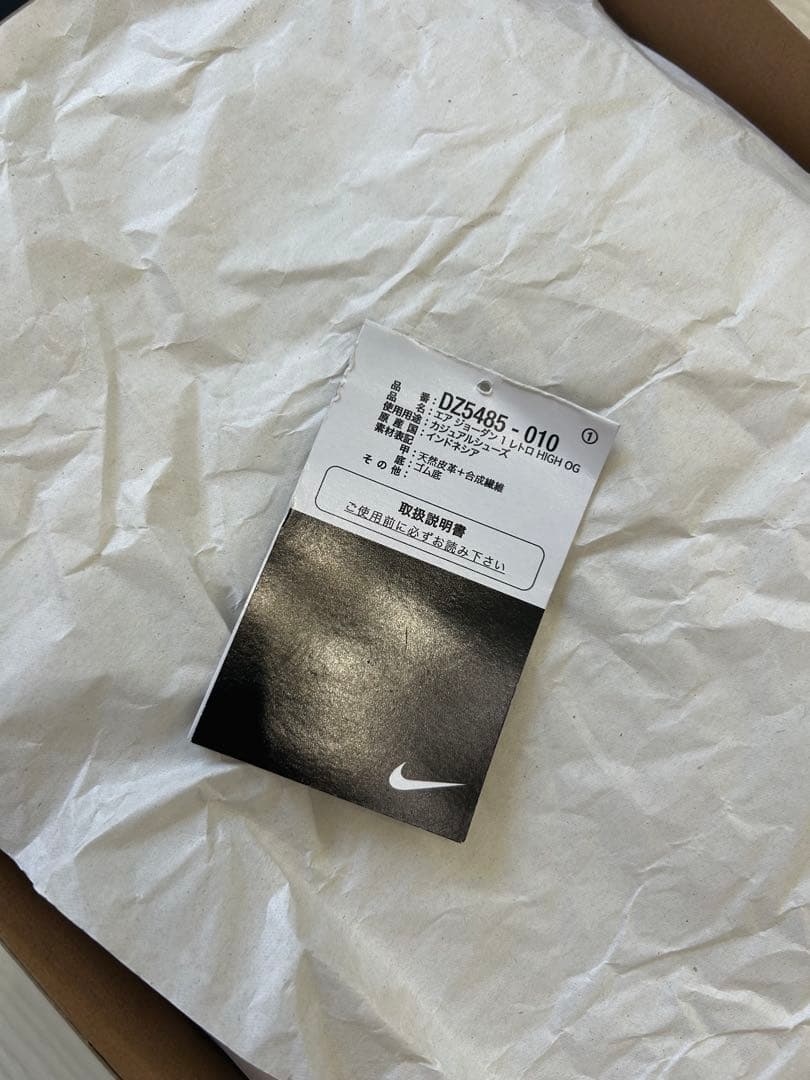 品 番 : DZ5485 - 010 ①
品 名 : エア ジョーダン 1 レトロ HIGH OG
使用用途 : カジュアルシューズ
原 産 国 : インドネシア
素材表記
甲 : 天然皮革+合成繊維
底 : ゴム底
そ の 他 :
取扱説明書
ご使用前に必ずお読み下さい